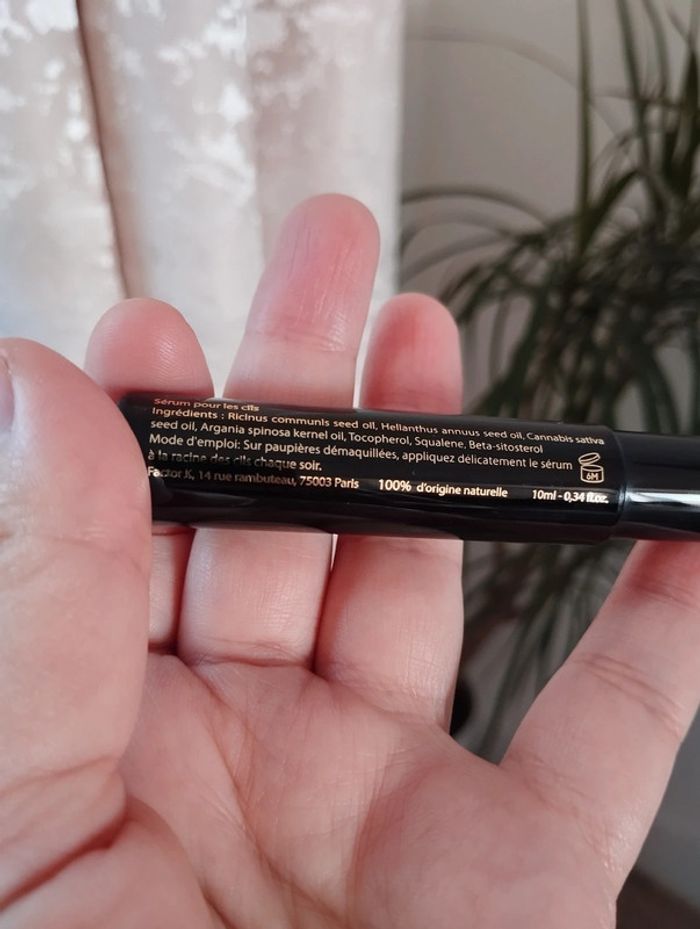 Sérum pour les cils
Ingrédients : Ricinus communis seed oil, Helianthus annuus seed oil, Cannabis sativa
seed oil, Argania spinosa kernel oil, Tocopherol, Squalene, Beta-sitosterol
Mode d'emploi: Sur paupières démaquillées, appliquez délicatement le sérum
à la racine des cils chaque soir.
6M
Factor.K, 14 rue rambuteau, 75003 Paris 100% d'origine naturelle 10ml - 0,34 fl.oz.